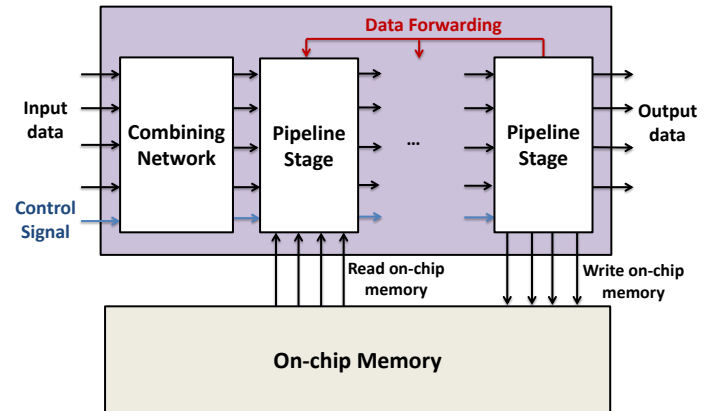 Data Forwarding
Input
data
Combining
Network
Pipeline
Stage
...
Pipeline
Stage
Output
data
Control
Signal
Read on-chip
memory
Write on-chip
memory
On-chip Memory